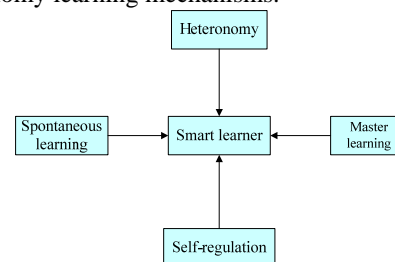 omy learning mechanisms.
Heteronomy
Spontaneous
learning
Smart learner
Master
learning
Self-regulation